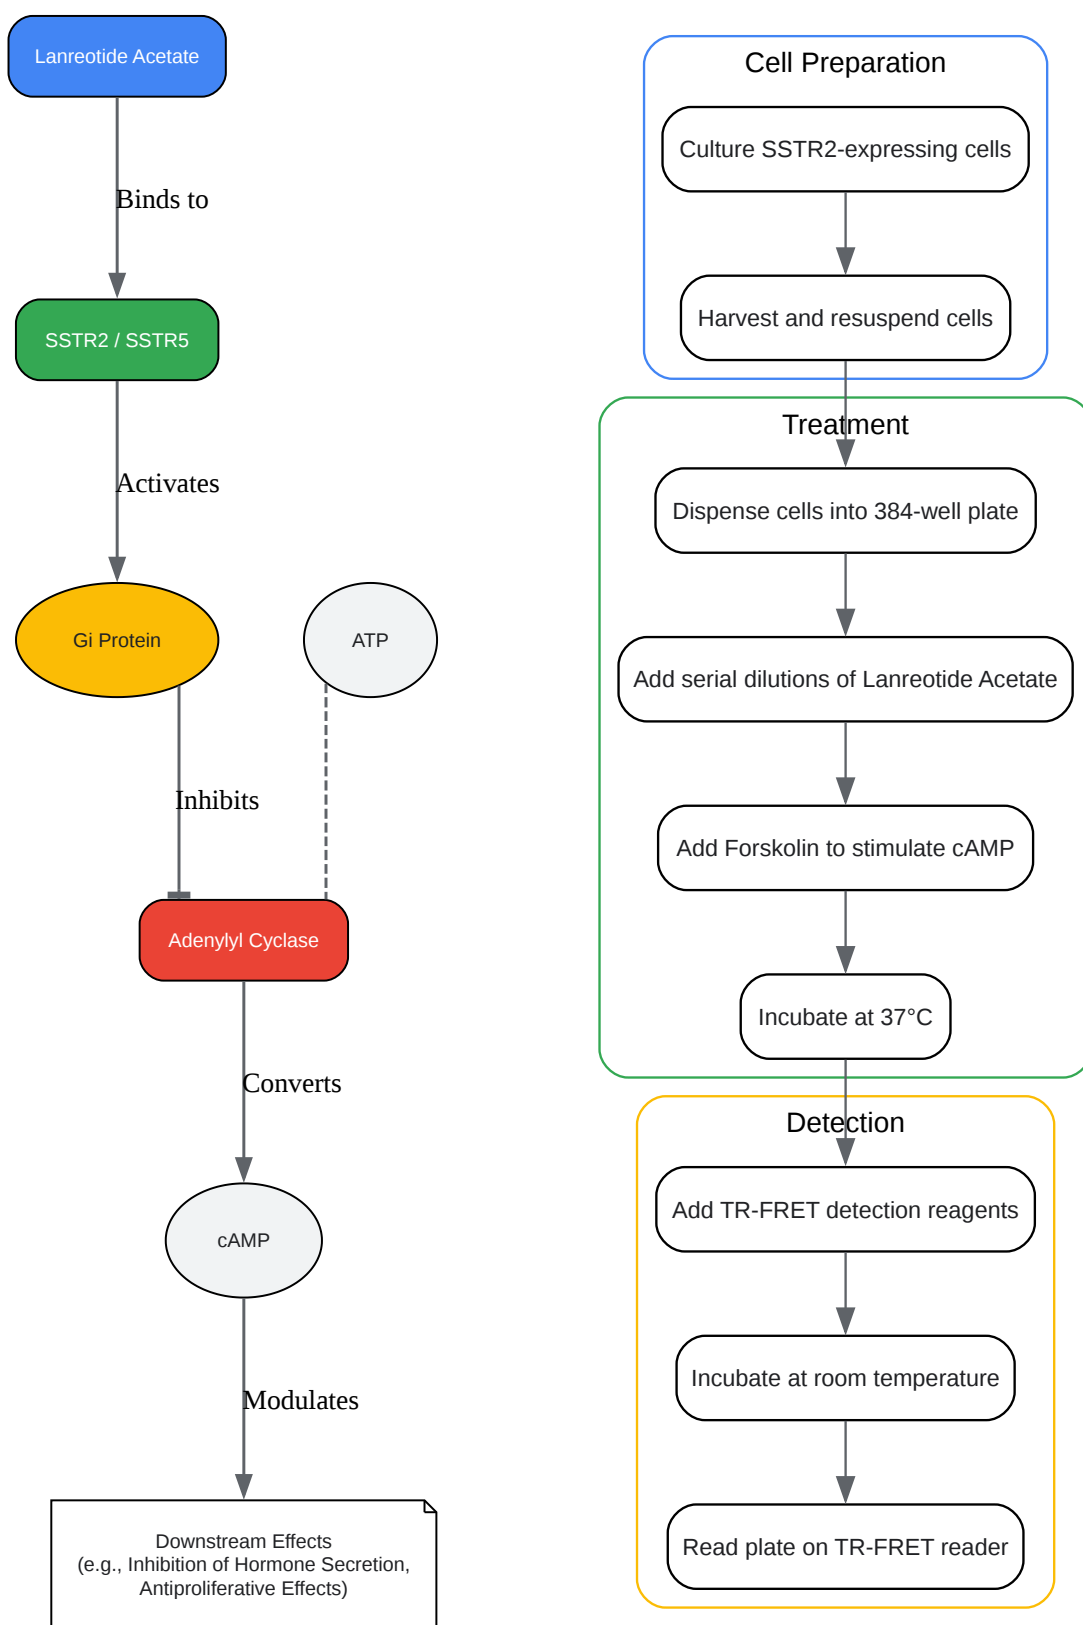 Lanreotide Acetate
Binds to
SSTR2 / SSTR5
Activates
Gi Protein
ATP
Inhibits
Adenylyl Cyclase
Converts
cAMP
Modulates
Downstream Effects
(e.g., Inhibition of Hormone Secretion,
Antiproliferative Effects)
Cell Preparation
Culture SSTR2-expressing cells
Harvest and resuspend cells
Treatment
Dispense cells into 384-well plate
Add serial dilutions of Lanreotide Acetate
Add Forskolin to stimulate cAMP
Incubate at 37°C
Detection
Add TR-FRET detection reagents
Incubate at room temperature
Read plate on TR-FRET reader